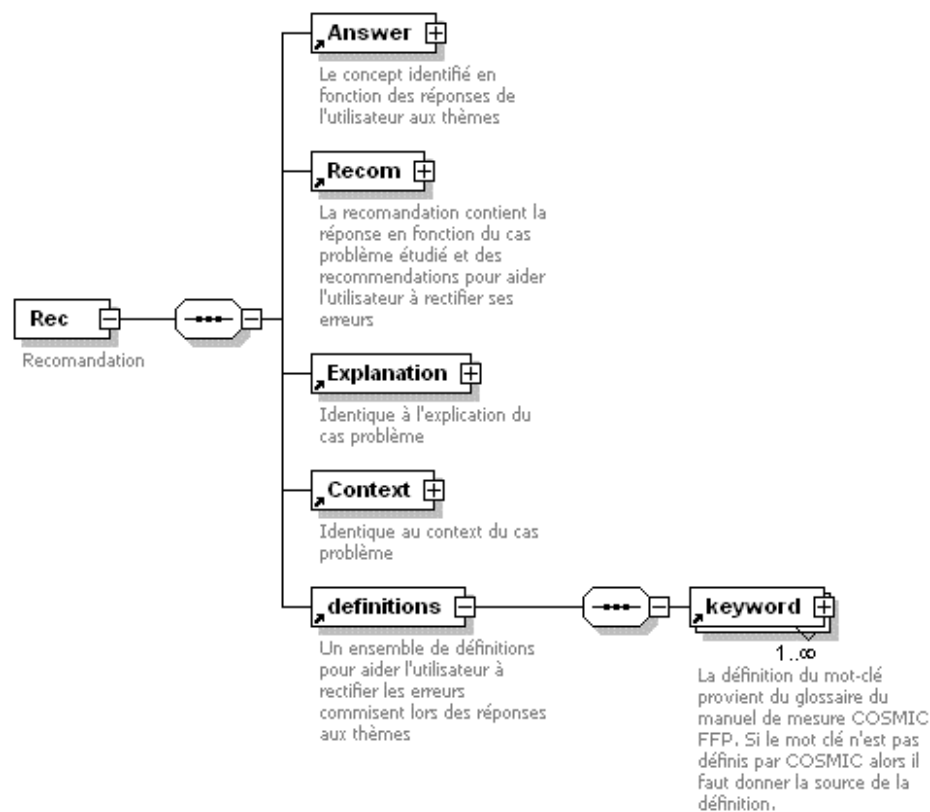 Answer
Le concept identifié en
fonction des réponses de
l'utilisateur aux thèmes
Recom
La recomandation contient la
réponse en fonction du cas
problème étudié et des
recommendations pour aider
l'utilisateur à rectifier ses
erreurs
Rec
Recomandation
Explanation
Identique à l'explication du
cas problème
Context
Identique au context du cas
problème
definitions
Un ensemble de définitions
pour aider l'utilisateur à
rectifier les erreurs
commisent lors des réponses
aux thèmes
keyword
1..∞
La définition du mot-clé
provient du glossaire du
manuel de mesure COSMIC
FFP. Si le mot clé n'est pas
définis par COSMIC alors il
faut donner la source de la
définition.